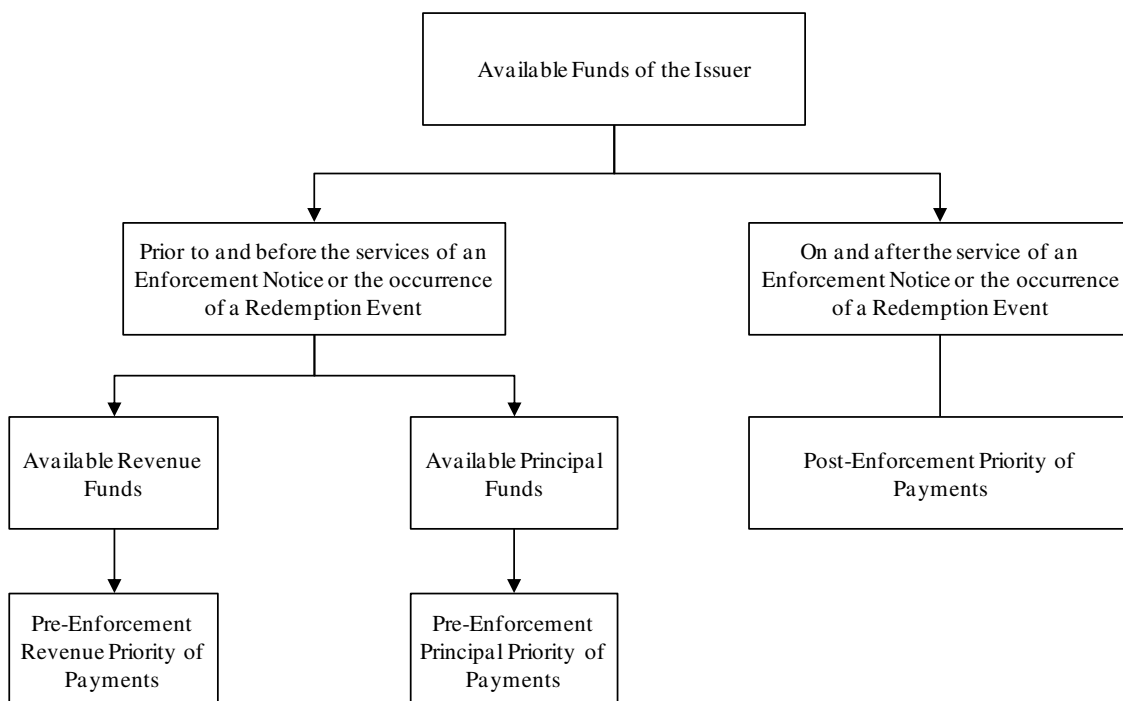 Available Funds of the Issuer
Prior to and before the services of an
Enforcement Notice or the occurrence
of a Redemption Event
On and after the service of an
Enforcement Notice or the occurrence
of a Redemption Event
Available Revenue
Funds
Available Principal
Funds
Post-Enforcement Priority of
Payments
Pre-Enforcement
Revenue Priority of
Payments
Pre-Enforcement
Principal Priority of
Payments